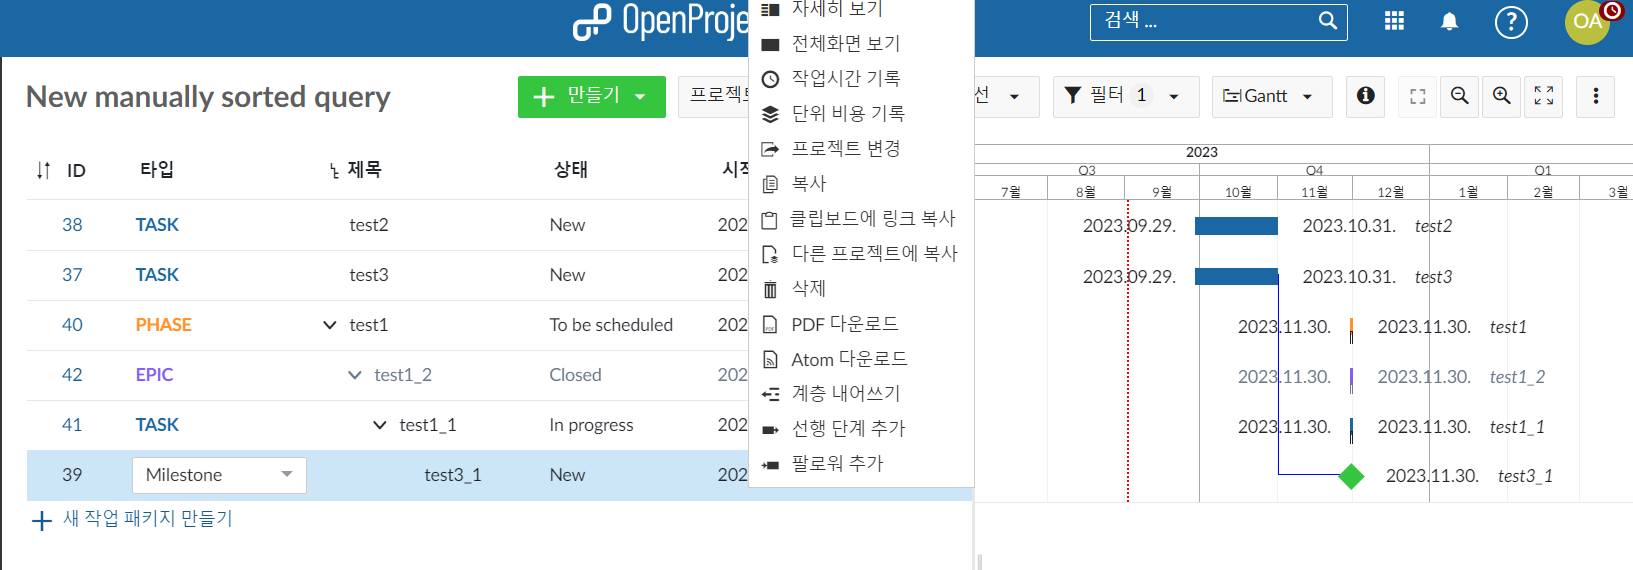 OpenProje
검색 ...
OA
New manually sorted query
만들기
프로젝트
선
필터 1
Gantt
자세히 보기
전체화면 보기
작업시간 기록
단위 비용 기록
프로젝트 변경
복사
클립보드에 링크 복사
다른 프로젝트에 복사
삭제
PDF 다운로드
Atom 다운로드
계층 내어쓰기
선행 단계 추가
팔로워 추가
ID 타입 제목 상태 시작
38 TASK test2 New 202
37 TASK test3 New 202
40 PHASE test1 To be scheduled 202
42 EPIC test1_2 Closed 202
41 TASK test1_1 In progress 202
39 Milestone test3_1 New 202
새 작업 패키지 만들기
2023
Q3 Q4 Q1
7월 8월 9월 10월 11월 12월 1월 2월 3월
2023.09.29. 2023.10.31. test2
2023.09.29. 2023.10.31. test3
2023.11.30. 2023.11.30. test1
2023.11.30. 2023.11.30. test1_2
2023.11.30. 2023.11.30. test1_1
2023.11.30. test3_1